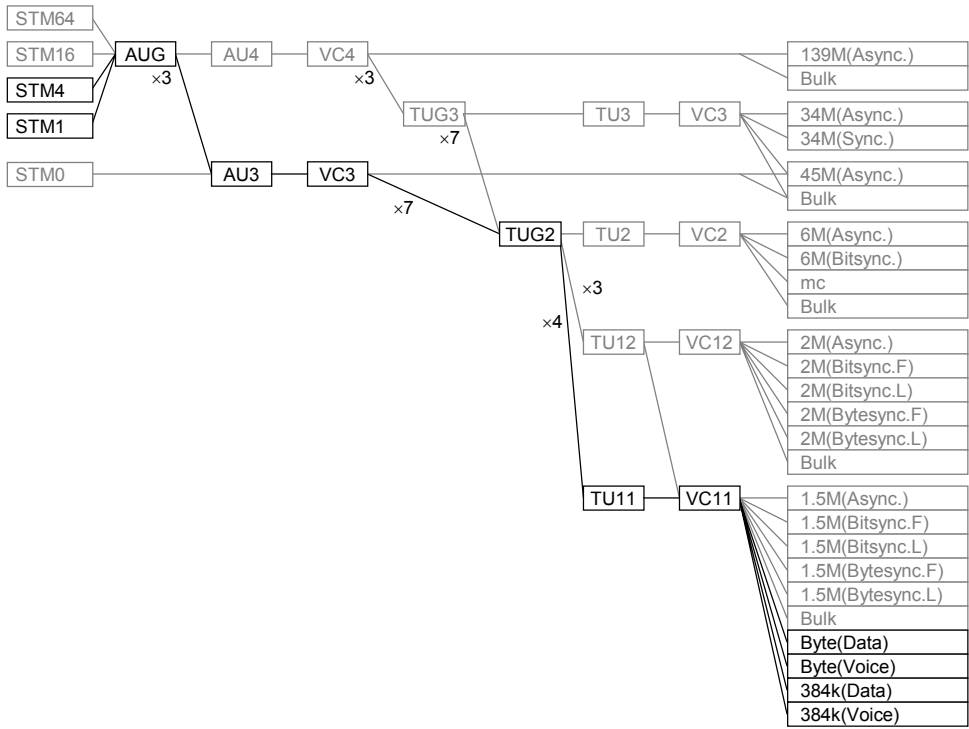 STM64
STM16 AUG AU4 VC4 139M(Async.)
×3 ×3 Bulk
STM4
STM1 TUG3 TU3 VC3 34M(Async.)
×7 34M(Sync.)
STM0 AU3 VC3 45M(Async.)
×7 Bulk
TUG2 TU2 VC2 6M(Async.)
6M(Bitsync.)
×3 mc
Bulk
×4
TU12 VC12 2M(Async.)
2M(Bitsync.F)
2M(Bitsync.L)
2M(Bytesync.F)
2M(Bytesync.L)
Bulk
TU11 VC11 1.5M(Async.)
1.5M(Bitsync.F)
1.5M(Bitsync.L)
1.5M(Bytesync.F)
1.5M(Bytesync.L)
Bulk
Byte(Data)
Byte(Voice)
384k(Data)
384k(Voice)